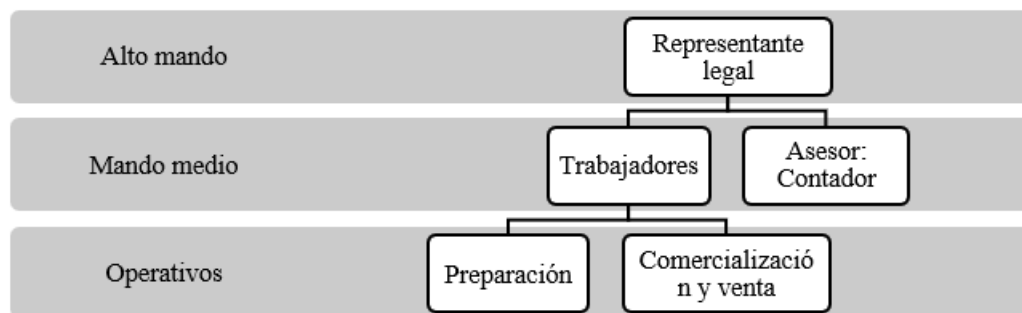 Alto mando
Representante
legal
Mando medio
Trabajadores
Asesor:
Contador
Operativos
Preparación
Comercializació
n y venta